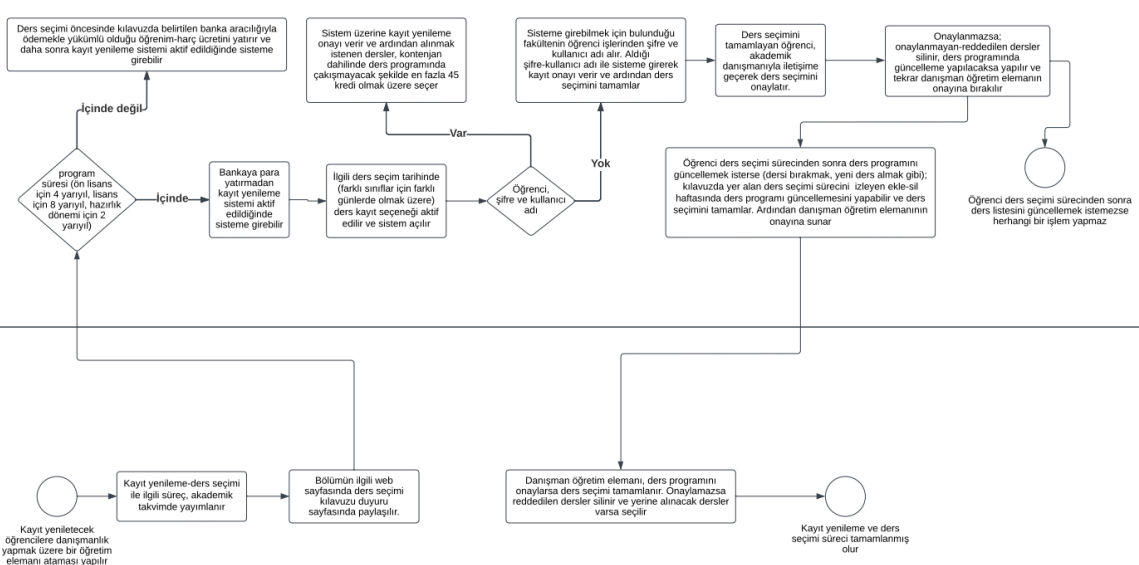 Ders seçimi öncesinde kılavuzda belirtilen banka aracılığıyla
ödemekle yükümlü olduğu öğrenim-harç ücretini yatırır ve
daha sonra kayıt yenileme sistemi aktif edildiğinde sisteme
girebilir
Sistem üzerine kayıt yenileme
onayı verir ve ardından alınmak
istenen dersler, kontenjan
dahilinde ders programında
çakışmayacak şekilde en fazla 45
kredi olmak üzere seçer
Sisteme girebilmek için bulunduğu
fakültenin öğrenci işlerinden şifre ve
kullanıcı adı alır. Aldığı
şifre-kullanıcı adı ile sisteme girerek
kayıt onayı verir ve ardından ders
seçimini tamamlar
Ders seçimini
tamamlayan öğrenci,
akademik
danışmanıyla iletişime
geçerek ders seçimini
onaylatır.
Onaylanmazsa;
onaylanmayan-reddedilen dersler
silinir, ders programında
güncelleme yapılacaksa yapılır ve
tekrar danışman öğretim elemanın
onayına bırakılır
İçinde değil
Var
Yok
program
süresi (ön lisans
için 4 yarıyıl, lisans
için 8 yarıyıl, hazırlık
dönemi için 2
yarıyıl)
İçinde
Bankaya para
yatırmadan
kayıt yenileme
sistemi aktif
edildiğinde
sisteme girebilir
İlgili ders seçim tarihinde
(farklı sınıflar için farklı
günlerde olmak üzere)
ders kayıt seçeneği aktif
edilir ve sistem açılır
Öğrenci,
şifre ve kullanıcı
adı
Öğrenci ders seçimi sürecinden sonra ders programını
güncellemek isterse (dersi bırakmak, yeni ders almak gibi);
kılavuzda yer alan ders seçimi sürecini izleyen ekle-sil
haftasında ders programı güncellemesini yapabilir ve ders
seçimini tamamlar. Ardından danışman öğretim elemanının
onayına sunar
Öğrenci ders seçimi sürecinden sonra
ders listesini güncellemek istemezse
herhangi bir işlem yapmaz
Kayıt yeniletecek
öğrencilere danışmanlık
yapmak üzere bir öğretim
elemanı ataması yapılır
Kayıt yenileme-ders seçimi
ile ilgili süreç, akademik
takvimde yayımlanır
Bölümün ilgili web
sayfasında ders seçimi
kılavuzu duyuru
sayfasında paylaşılır.
Danışman öğretim elemanı, ders programını
onaylarsa ders seçimi tamamlanır. Onaylamazsa
reddedilen dersler silinir ve yerine alınacak dersler
varsa seçilir
Kayıt yenileme ve ders
seçimi süreci tamamlanmış
olur